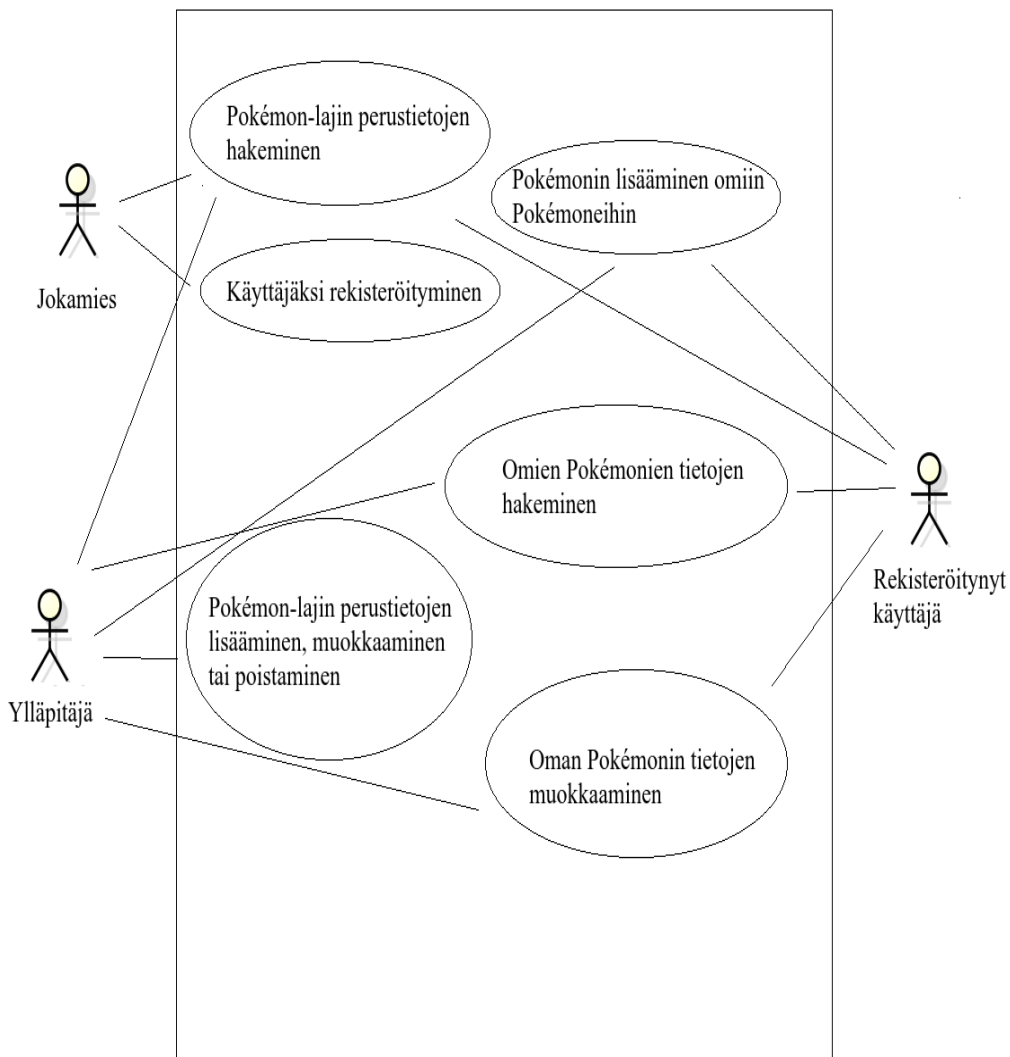 Pokémon-lajin perustietojen
hakeminen
Pokémonin lisääminen omiin
Pokémoneihin
Jokamies
Käyttäjäksi rekisteröityminen
Omien Pokémonien tietojen
hakeminen
Rekisteröitynyt
käyttäjä
Pokémon-lajin perustietojen
lisääminen, muokkaaminen
tai poistaminen
Ylläpitäjä
Oman Pokémonin tietojen
muokkaaminen